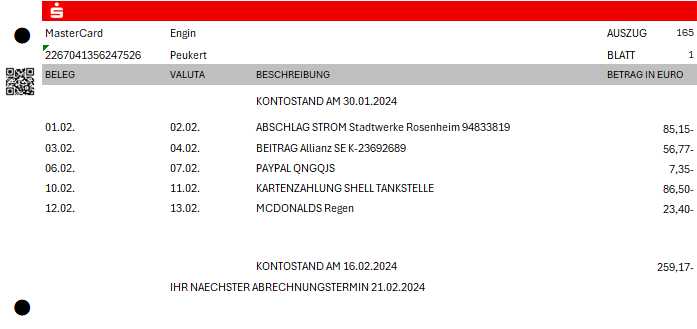 MasterCard Engin AUSZUG 165
2267041356247526 Peukert BLATT 1
BELEG VALUTA BESCHREIBUNG BETRAG IN EURO
KONTOSTAND AM 30.01.2024
01.02. 02.02. ABSCHLAG STROM Stadtwerke Rosenheim 94833819 85,15-
03.02. 04.02. BEITRAG Allianz SE K-23692689 56,77-
06.02. 07.02. PAYPAL QNGQJS 7,35-
10.02. 11.02. KARTENZAHLUNG SHELL TANKSTELLE 86,50-
12.02. 13.02. MCDONALDS Regen 23,40-
KONTOSTAND AM 16.02.2024 259,17-
IHR NAECHSTER ABRECHNUNGSTERMIN 21.02.2024